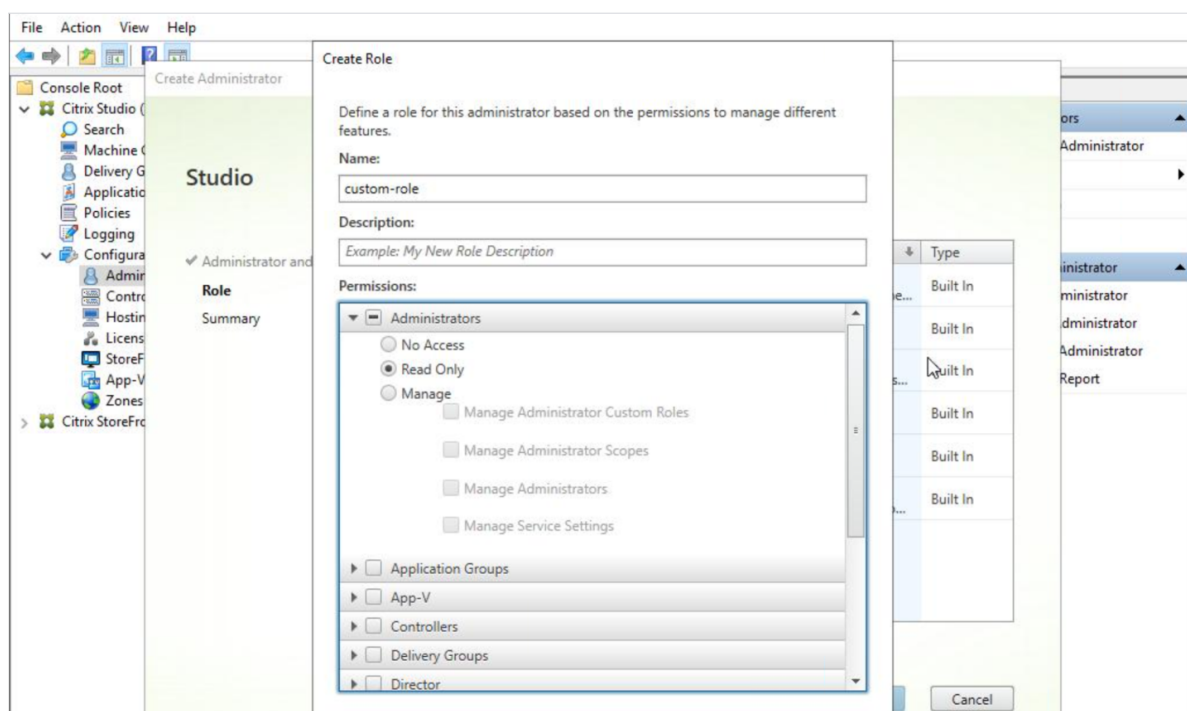 File Action View Help
Create Role
Create Administrator
Console Root
Citrix Studio (
Search
Machine C
Delivery G
Applicatio
Policies
Logging
Configura
Admir
Contro
Hostin
Licens
StoreF
App-V
Zones
Citrix StoreFro
Studio
Administrator and
Role
Summary
Define a role for this administrator based on the permissions to manage different
features.
Name:
custom-role
Description:
Example: My New Role Description
Permissions:
Administrators
No Access
Read Only
Manage
Manage Administrator Custom Roles
Manage Administrator Scopes
Manage Administrators
Manage Service Settings
Application Groups
App-V
Controllers
Delivery Groups
Director
Type
Built In
Built In
Built In
Built In
Built In
Built In
Cancel
ors
Administrator
inistrator
ministrator
dministrator
Administrator
Report